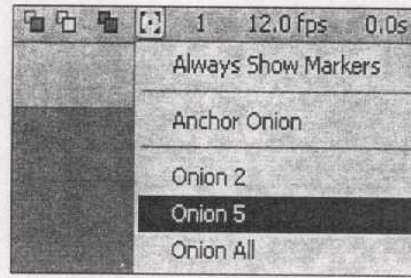 1 12.0 fps 0.0s
Always Show Markers
Anchor Onion
Onion 2
Onion 5
Onion All